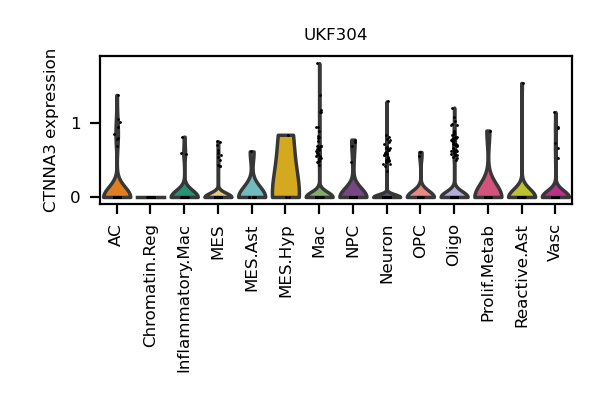 UKF304
CTNNA3 expression
1
0
AC
Chromatin.Reg
Inflammatory.Mac
MES
MES.Ast
MES.Hyp
Mac
NPC
Neuron
OPC
Oligo
Prolif.Metab
Reactive.Ast
Vasc